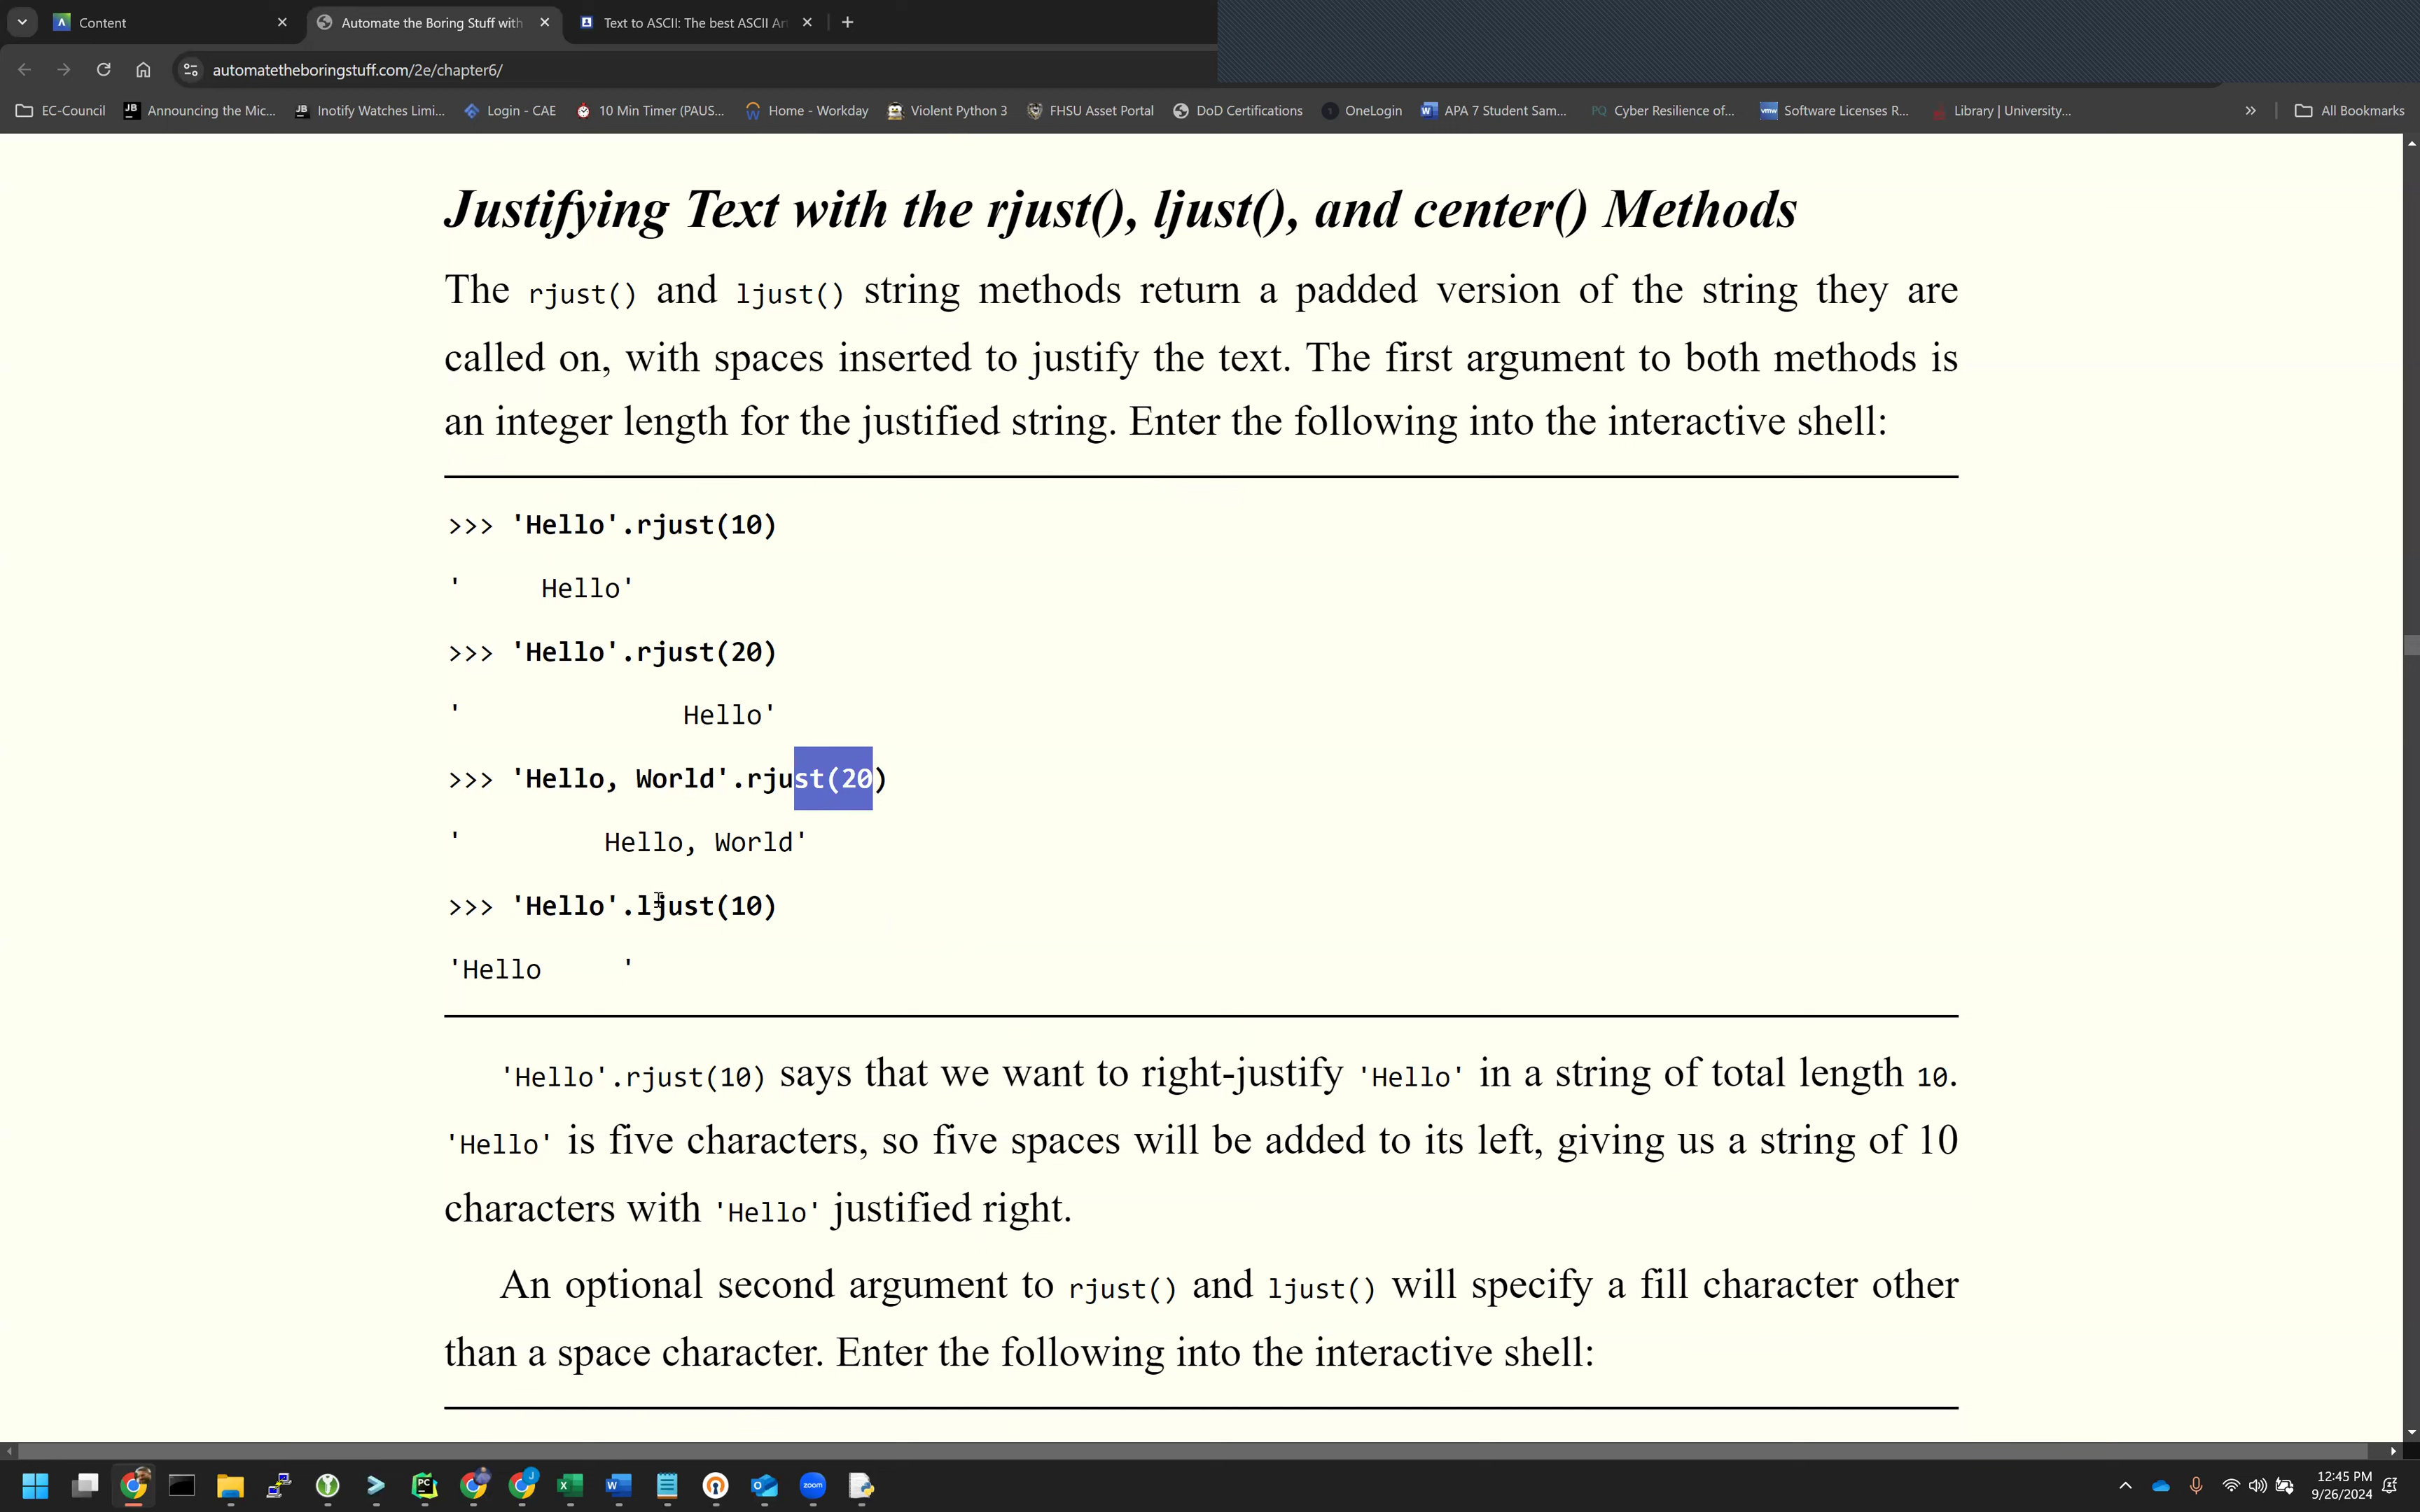 Content
Automate the Boring Stuff with
Text to ASCII: The best ASCII Ar
automatetheboringstuff.com/2e/chapter6/
EC-Council
Announcing the Mic...
Inotify Watches Limi...
Login - CAE
10 Min Timer (PAUS...
Home - Workday
Violent Python 3
FHSU Asset Portal
DoD Certifications
OneLogin
APA 7 Student Sam...
Cyber Resilience of...
Software Licenses R...
Library | University...
»
All Bookmarks
Justifying Text with the rjust(), ljust(), and center() Methods
The rjust() and ljust() string methods return a padded version of the string they are
called on, with spaces inserted to justify the text. The first argument to both methods is
an integer length for the justified string. Enter the following into the interactive shell:
>>> 'Hello'.rjust(10)
'     Hello'
>>> 'Hello'.rjust(20)
'               Hello'
>>> 'Hello, World'.rjust(20)
'        Hello, World'
>>> 'Hello'.ljust(10)
'Hello     '
'Hello'.rjust(10) says that we want to right-justify 'Hello' in a string of total length 10.
'Hello' is five characters, so five spaces will be added to its left, giving us a string of 10
characters with 'Hello' justified right.
An optional second argument to rjust() and ljust() will specify a fill character other
than a space character. Enter the following into the interactive shell:
12:45 PM
9/26/2024